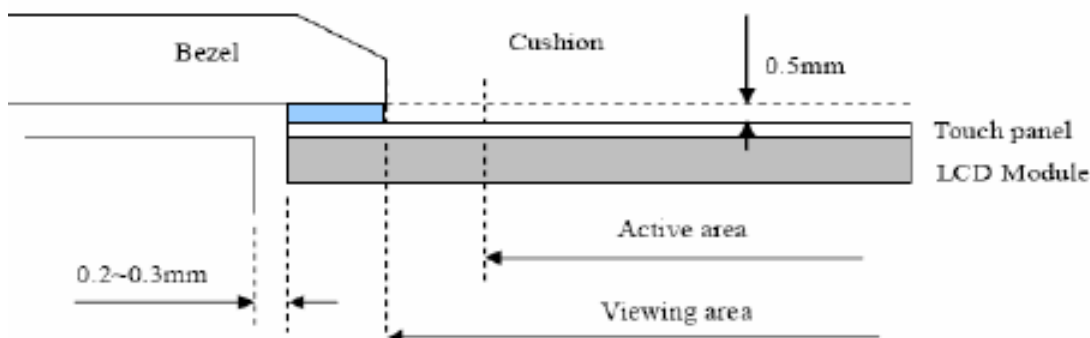 Cushion
Bezel
0.5mm
Touch panel
LCD Module
Active area
0.2~0.3mm
Viewing area